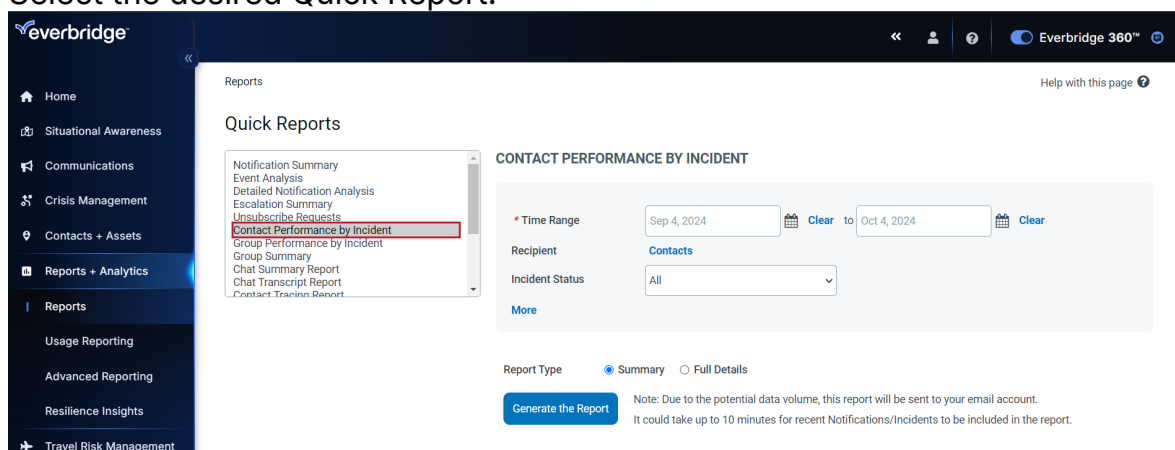 Select the desired Quick Report.
everbridge
Everbridge 360™
Home
Situational Awareness
Communications
Crisis Management
Contacts + Assets
Reports + Analytics
Reports
Usage Reporting
Advanced Reporting
Resilience Insights
Travel Risk Management
Reports
Help with this page
Quick Reports
Notification Summary
Event Analysis
Detailed Notification Analysis
Escalation Summary
Unsubscribe Requests
Contact Performance by Incident
Group Performance by Incident
Group Summary
Chat Summary Report
Chat Transcript Report
Contact Tracing Report
CONTACT PERFORMANCE BY INCIDENT
* Time Range Sep 4, 2024 Clear to Oct 4, 2024 Clear
Recipient Contacts
Incident Status All
More
Report Type Summary Full Details
Generate the Report
Note: Due to the potential data volume, this report will be sent to your email account.
It could take up to 10 minutes for recent Notifications/Incidents to be included in the report.